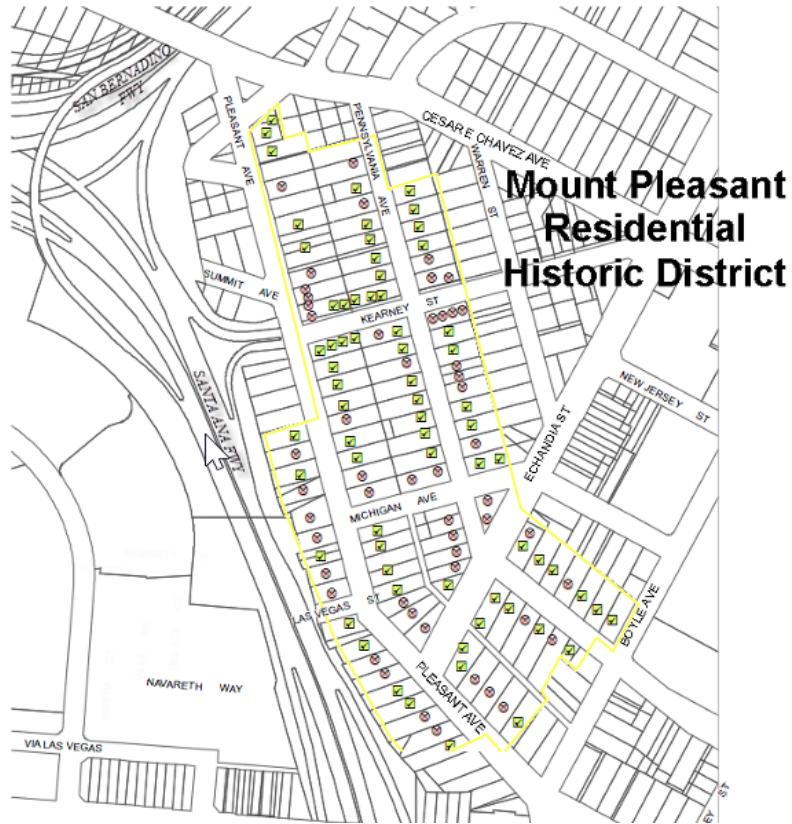 SAN BERNADINO
FWY
PLEASANT AVE
PENNSYLVANIA AVE
CESAR E CHAVEZ AVE
WARREN ST
Mount Pleasant
Residential
Historic District
SUMMIT AVE
KEARNEY ST
SANTA ANA FWY
NEW JERSEY ST
ECHANDIA ST
MICHIGAN AVE
LAS VEGAS ST
BOYLE AVE
PLEASANT AVE
NAVARETH WAY
VIA LAS VEGAS
ST